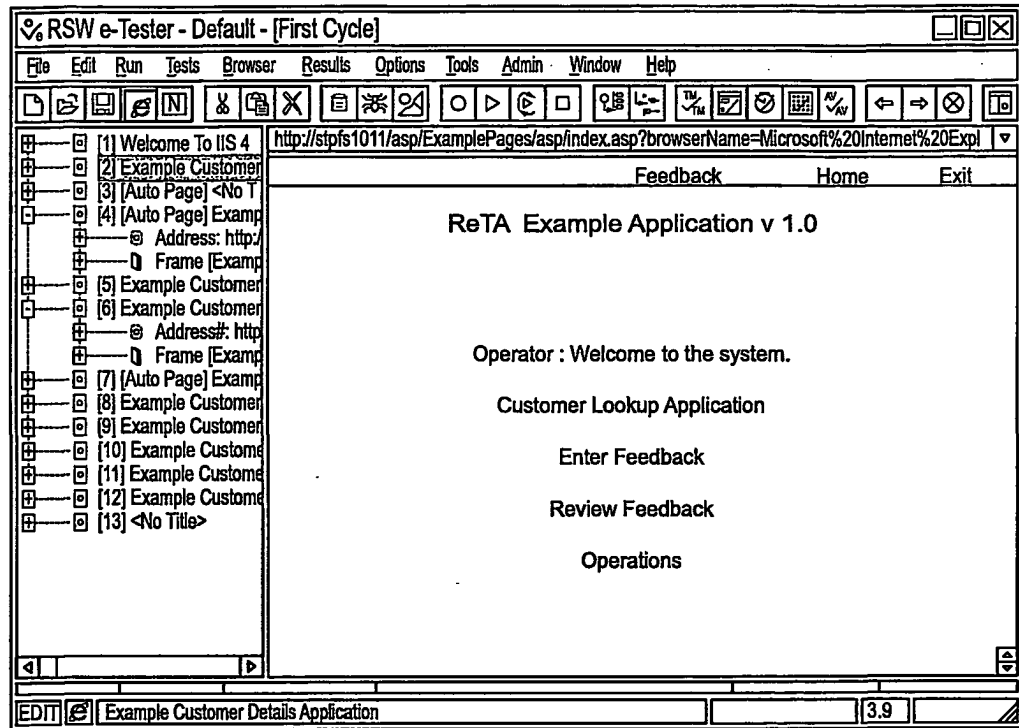 RSW e-Tester - Default - [First Cycle]
File Edit Run Tests Browser Results Options Tools Admin Window Help
[1] Welcome To IIS 4
[2] Example Customer
[3] [Auto Page] <No T
[4] [Auto Page] Examp
Address: http:/
Frame [Examp
[5] Example Customer
[6] Example Customer
Address#: http
Frame [Examp
[7] [Auto Page] Examp
[8] Example Customer
[9] Example Customer
[10] Example Custome
[11] Example Custome
[12] Example Custome
[13] <No Title>
http://stpfs1011/asp/ExamplePages/asp/index.asp?browserName=Microsoft%20Internet%20Expl
Feedback Home Exit
ReTA Example Application v 1.0
Operator : Welcome to the system.
Customer Lookup Application
Enter Feedback
Review Feedback
Operations
EDIT Example Customer Details Application 3.9